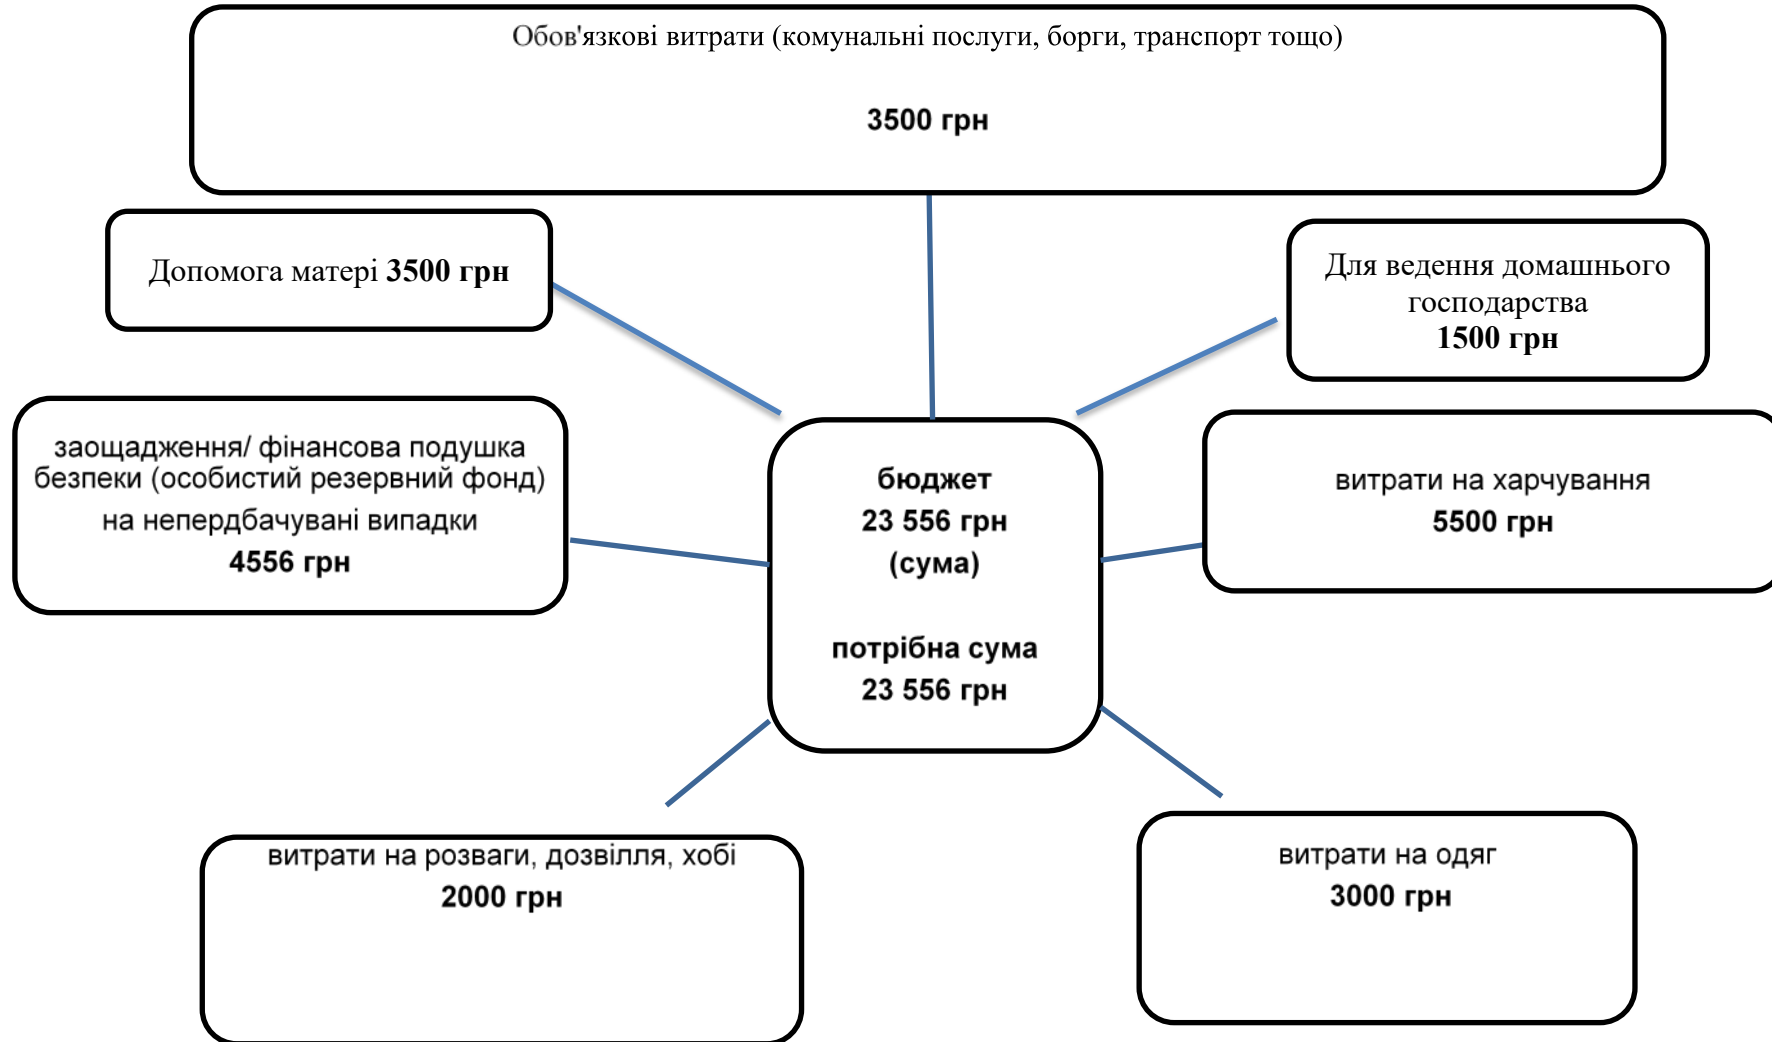 Обов'язкові витрати (комунальні послуги, борги, транспорт тощо)
3500 грн
Допомога матері 3500 грн
Для ведення домашнього
господарства
1500 грн
заощадження/ фінансова подушка
безпеки (особистий резервний фонд)
на непердбачувані випадки
4556 грн
бюджет
23 556 грн
(сума)
потрібна сума
23 556 грн
витрати на харчування
5500 грн
витрати на розваги, дозвілля, хобі
2000 грн
витрати на одяг
3000 грн